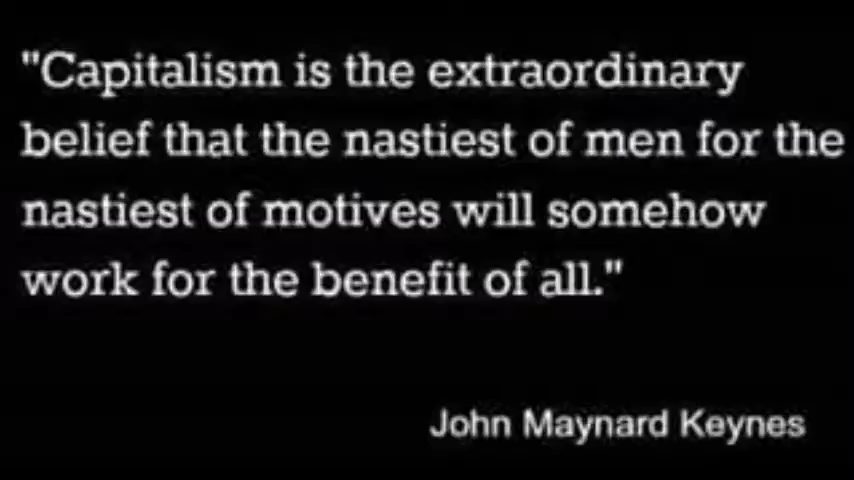 "Capitalism is the extraordinary
belief that the nastiest of men for the
nastiest of motives will somehow
work for the benefit of all."
John Maynard Keynes